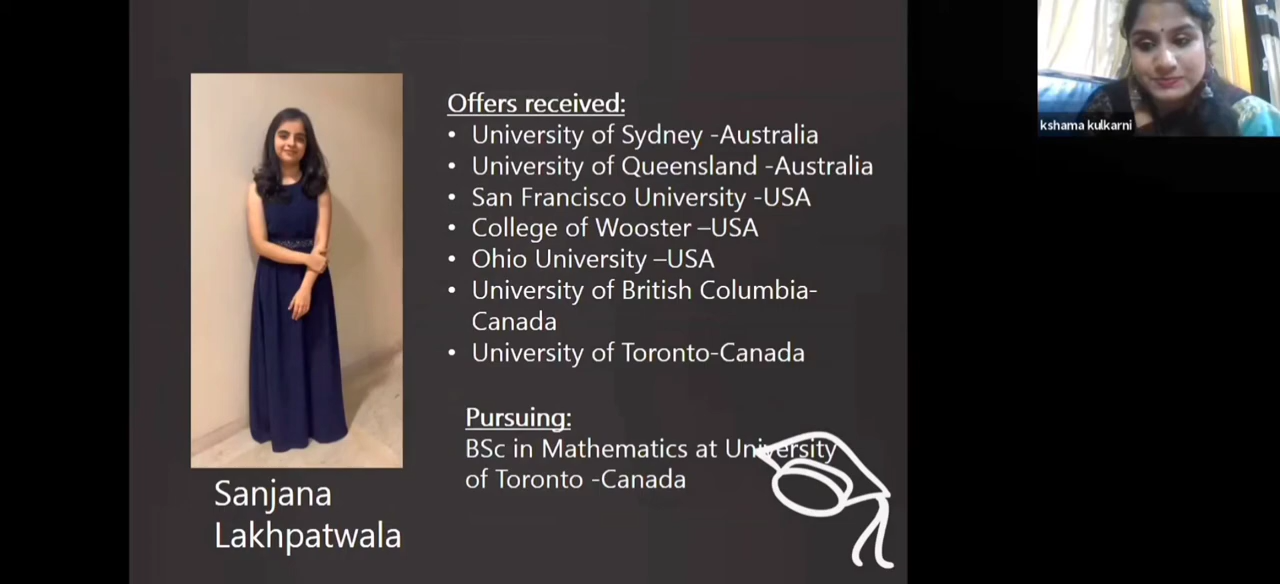 Offers received:
• University of Sydney -Australia
• University of Queensland -Australia
• San Francisco University -USA
• College of Wooster –USA
• Ohio University –USA
• University of British Columbia-
Canada
• University of Toronto-Canada
Pursuing:
BSc in Mathematics at University
of Toronto -Canada
Sanjana
Lakhpatwala
kshama kulkarni